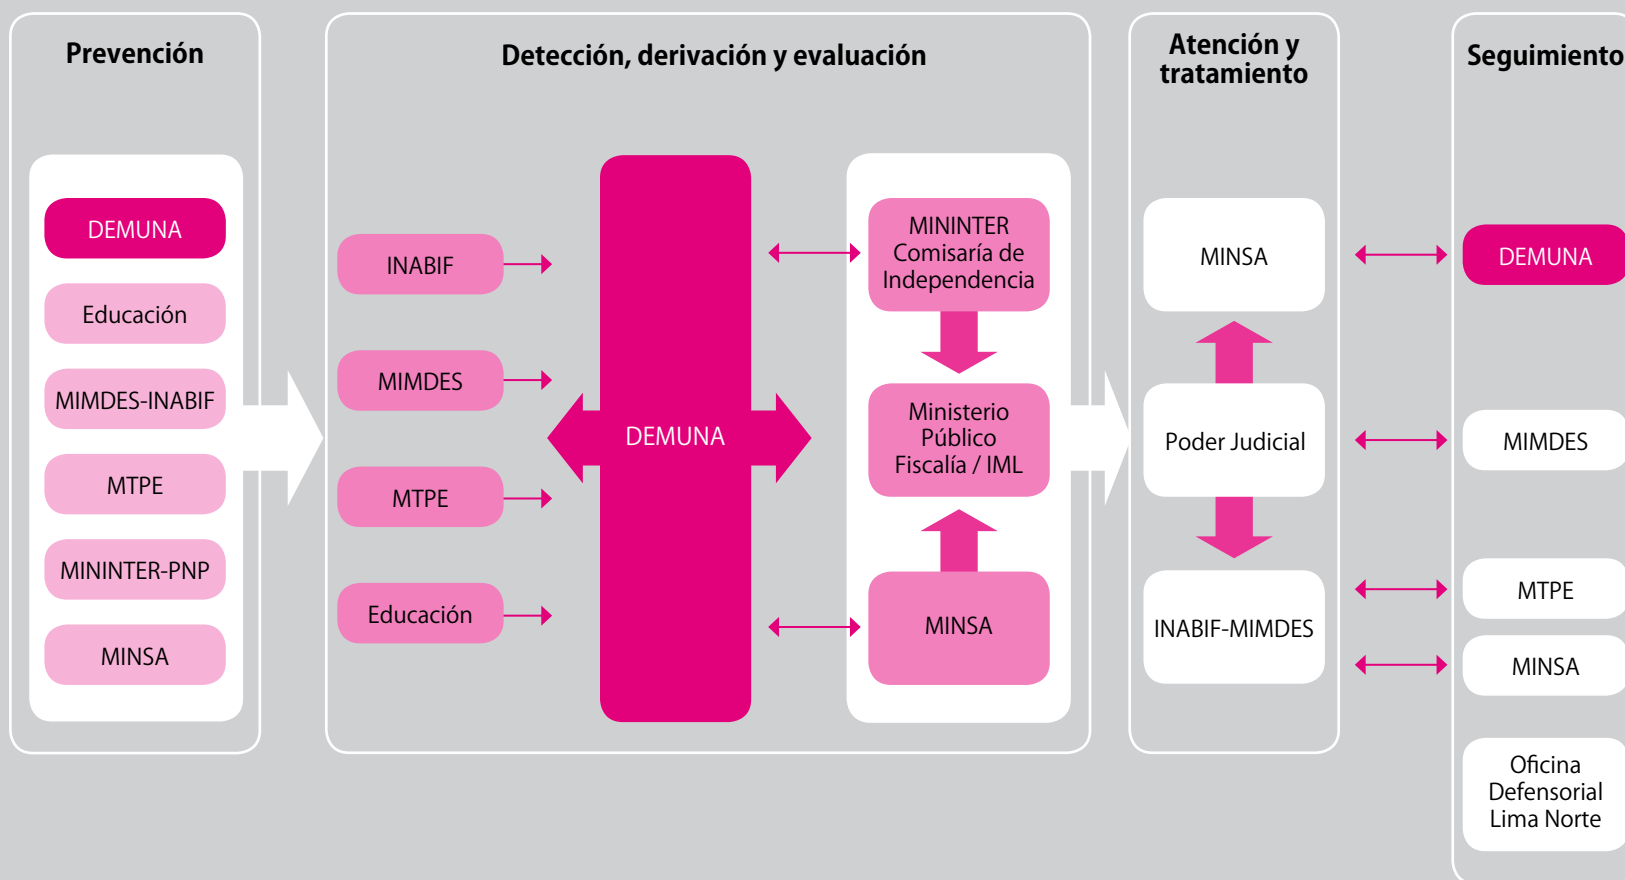 Prevención
DEMUNA
Educación
MIMDES-INABIF
MTPE
MININTER-PNP
MINSA
Detección, derivación y evaluación
INABIF
MIMDES
MTPE
Educación
DEMUNA
MININTER
Comisaría de
Independencia
Ministerio
Público
Fiscalía / IML
MINSA
Atención y
tratamiento
MINSA
Poder Judicial
INABIF-MIMDES
Seguimiento
DEMUNA
MIMDES
MTPE
MINSA
Oficina
Defensorial
Lima Norte